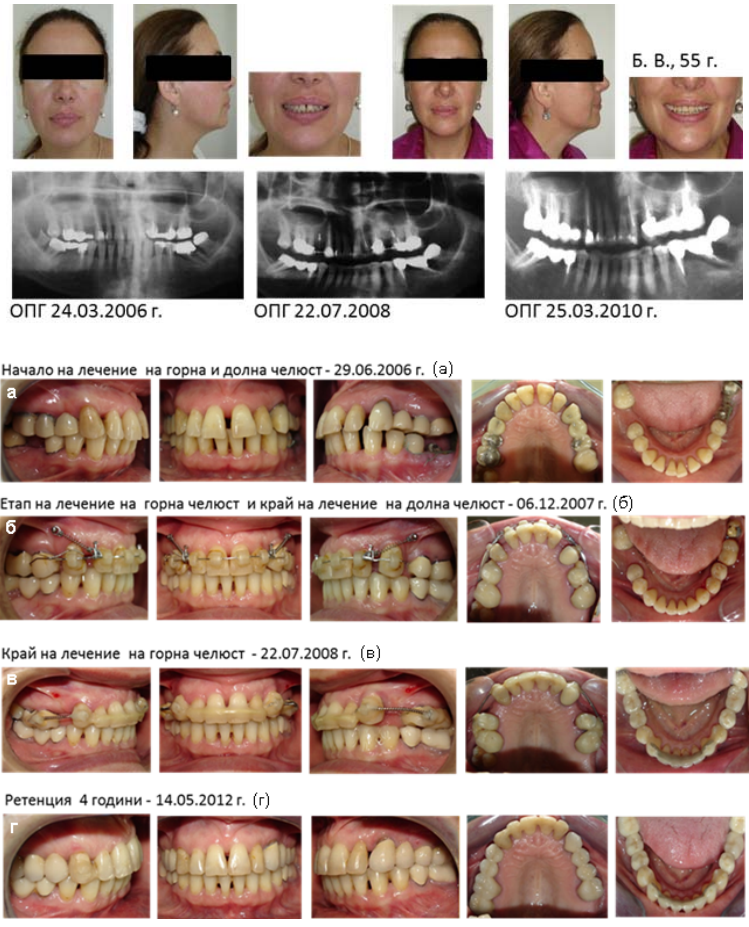 Б. В., 55 г.
ОПГ 24.03.2006 г.
ОПГ 22.07.2008
ОПГ 25.03.2010 г.
Начало на лечение на горна и долна челюст - 29.06.2006 г. (а)
а
Етап на лечение на горна челюст и край на лечение на долна челюст - 06.12.2007 г. (б)
б
Край на лечение на горна челюст - 22.07.2008 г. (в)
в
Ретенция 4 години - 14.05.2012 г. (г)
г